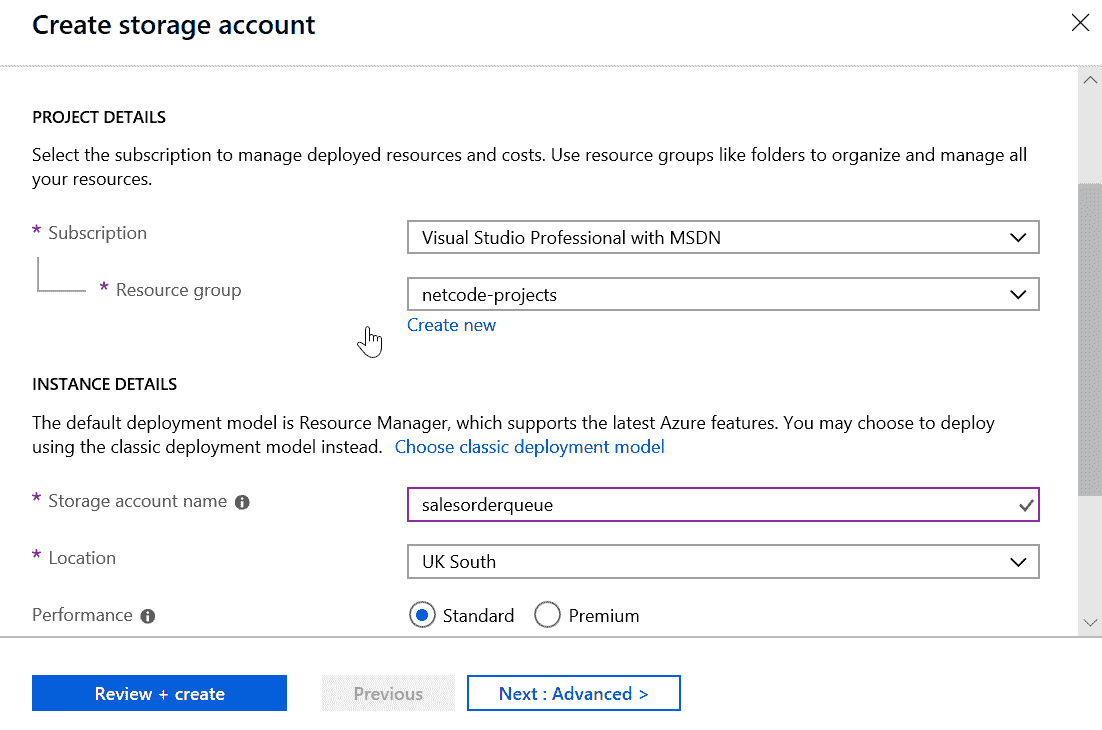 Create storage account
PROJECT DETAILS
Select the subscription to manage deployed resources and costs. Use resource groups like folders to organize and manage all
your resources.
* Subscription
Visual Studio Professional with MSDN
* Resource group
netcode-projects
Create new
INSTANCE DETAILS
The default deployment model is Resource Manager, which supports the latest Azure features. You may choose to deploy
using the classic deployment model instead. Choose classic deployment model
* Storage account name
salesorderqueue
* Location
UK South
Performance
Standard
Premium
Review + create
Previous
Next : Advanced >